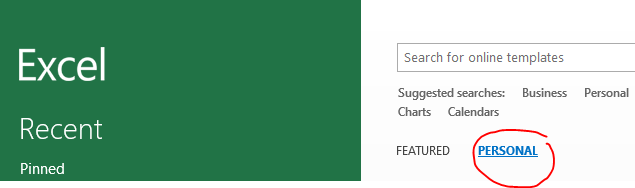 Excel
Recent
Pinned
Search for online templates
Suggested searches: Business Personal
Charts Calendars
FEATURED PERSONAL